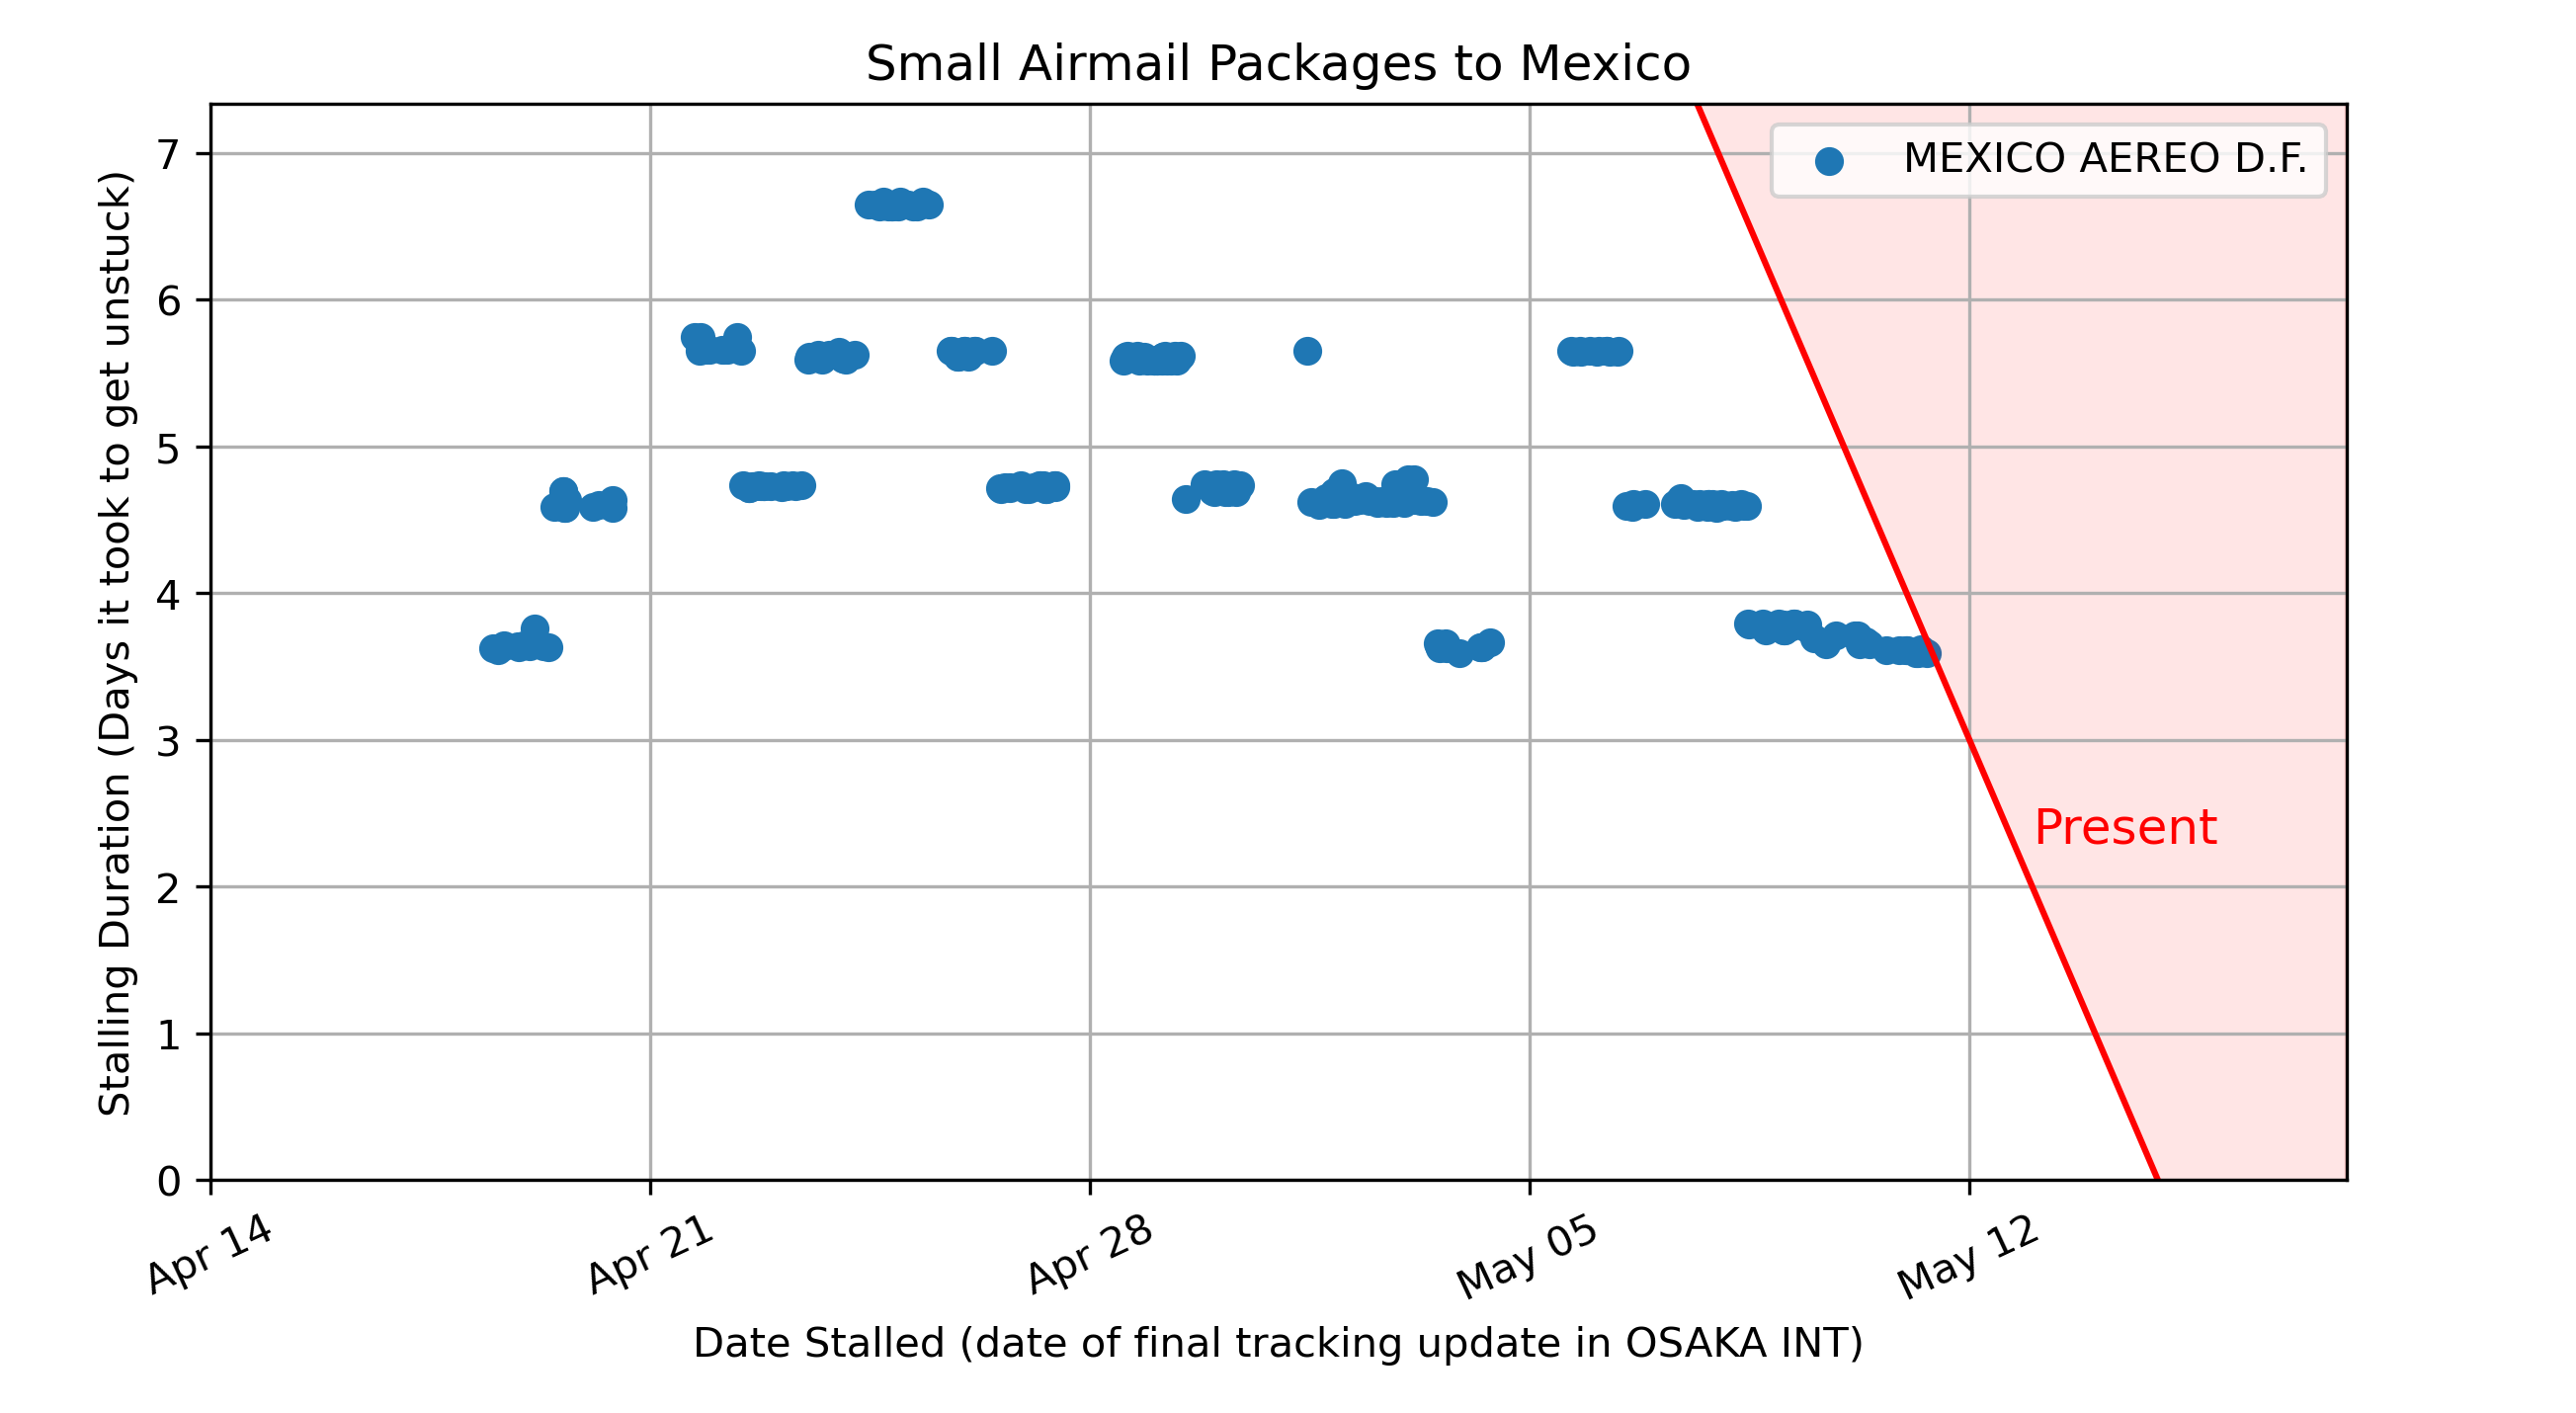 Small Airmail Packages to Mexico
MEXICO AEREO D.F.
Stalling Duration (Days it took to get unstuck)
7
6
5
4
3
2
1
0
Present
Apr 14
Apr 21
Apr 28
May 05
May 12
Date Stalled (date of final tracking update in OSAKA INT)